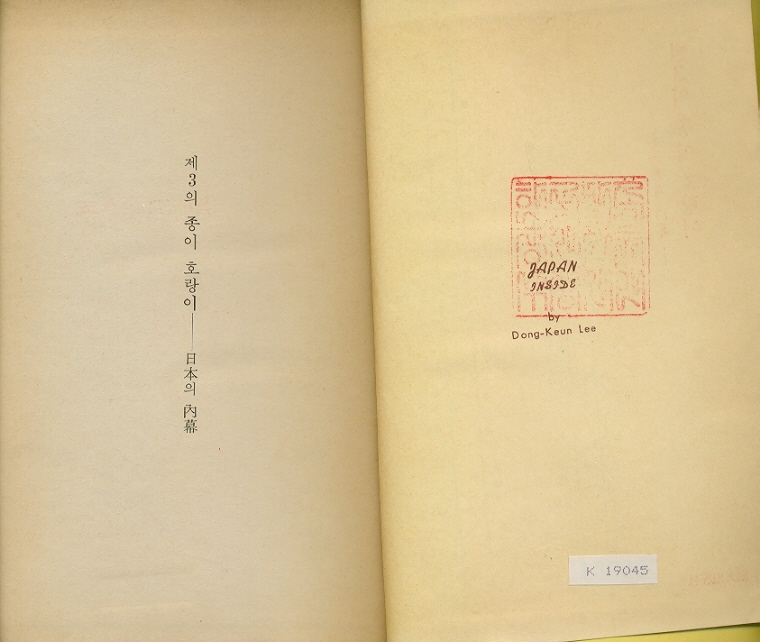 제3의 종이 호랑이——日本의 內幕
JAPAN
INSIDE
by
Dong-Keun Lee
K 19045